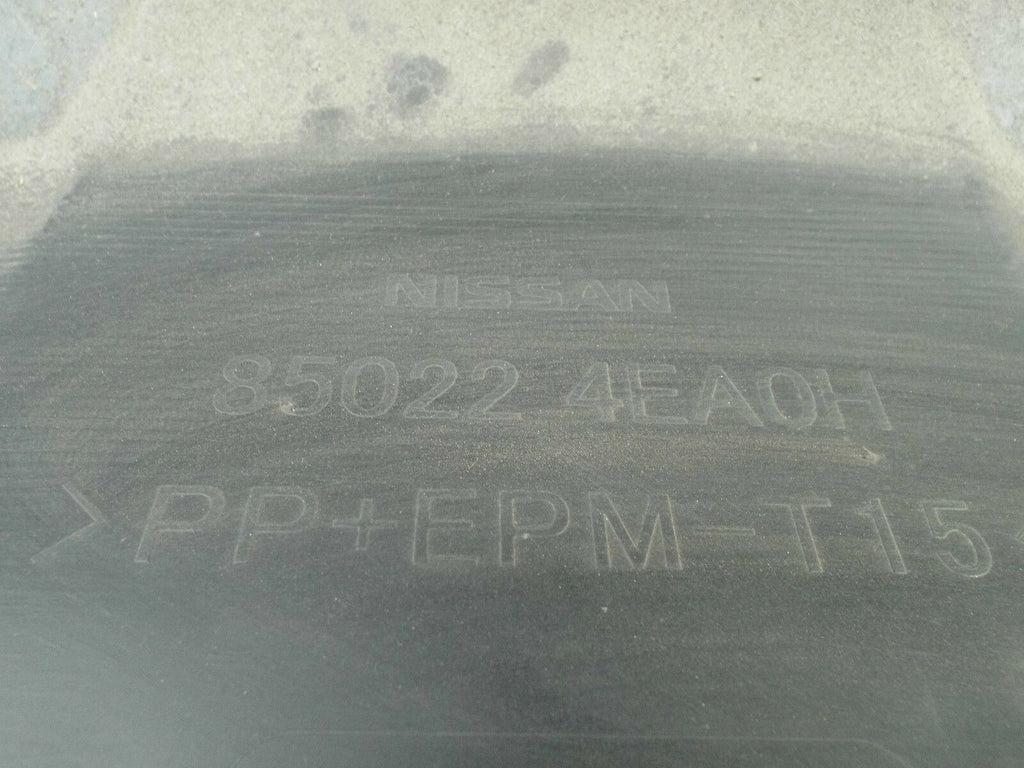 NISSAN
85022 4EA0H
>PP+EPM-T15<